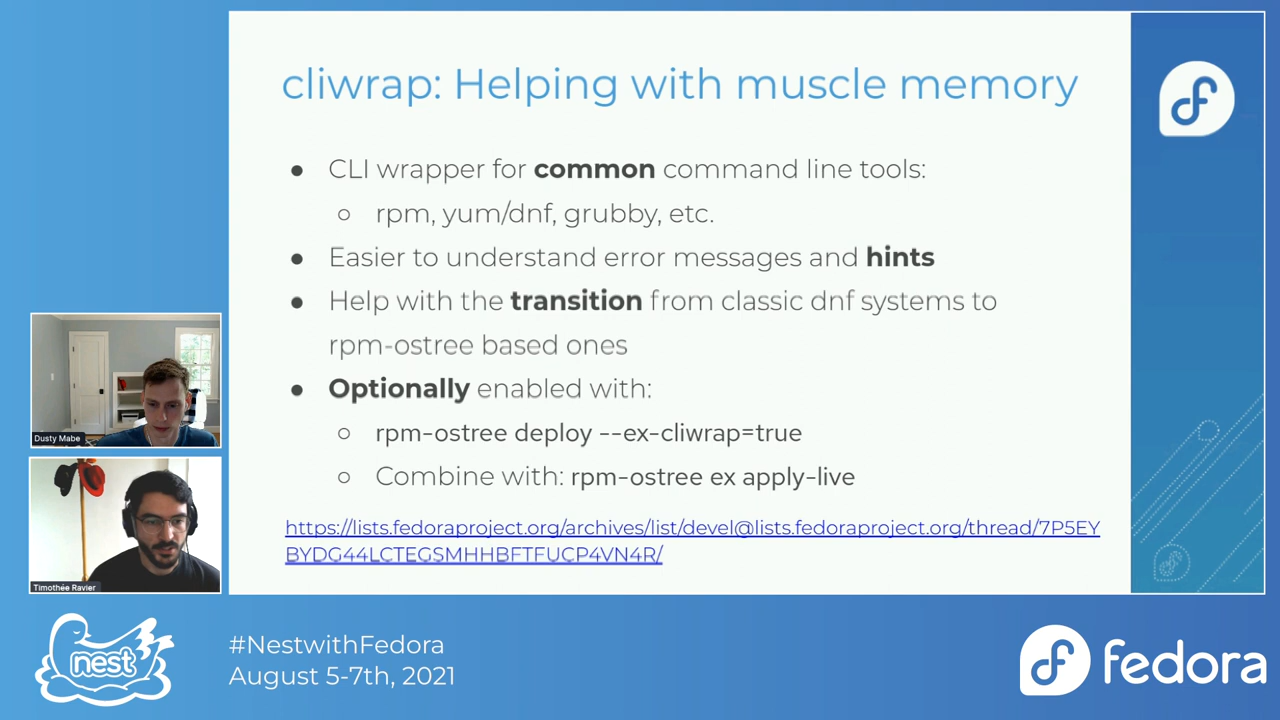 cliwrap: Helping with muscle memory
● CLI wrapper for common command line tools:
○ rpm, yum/dnf, grubby, etc.
● Easier to understand error messages and hints
● Help with the transition from classic dnf systems to
rpm-ostree based ones
● Optionally enabled with:
○ rpm-ostree deploy --ex-cliwrap=true
○ Combine with: rpm-ostree ex apply-live
https://lists.fedoraproject.org/archives/list/devel@lists.fedoraproject.org/thread/7P5EY
BYDG44LCTEGSMHHBFTFUCP4VN4R/
Dusty Mabe
Timothée Ravier
nest
#NestwithFedora
August 5-7th, 2021
fedora